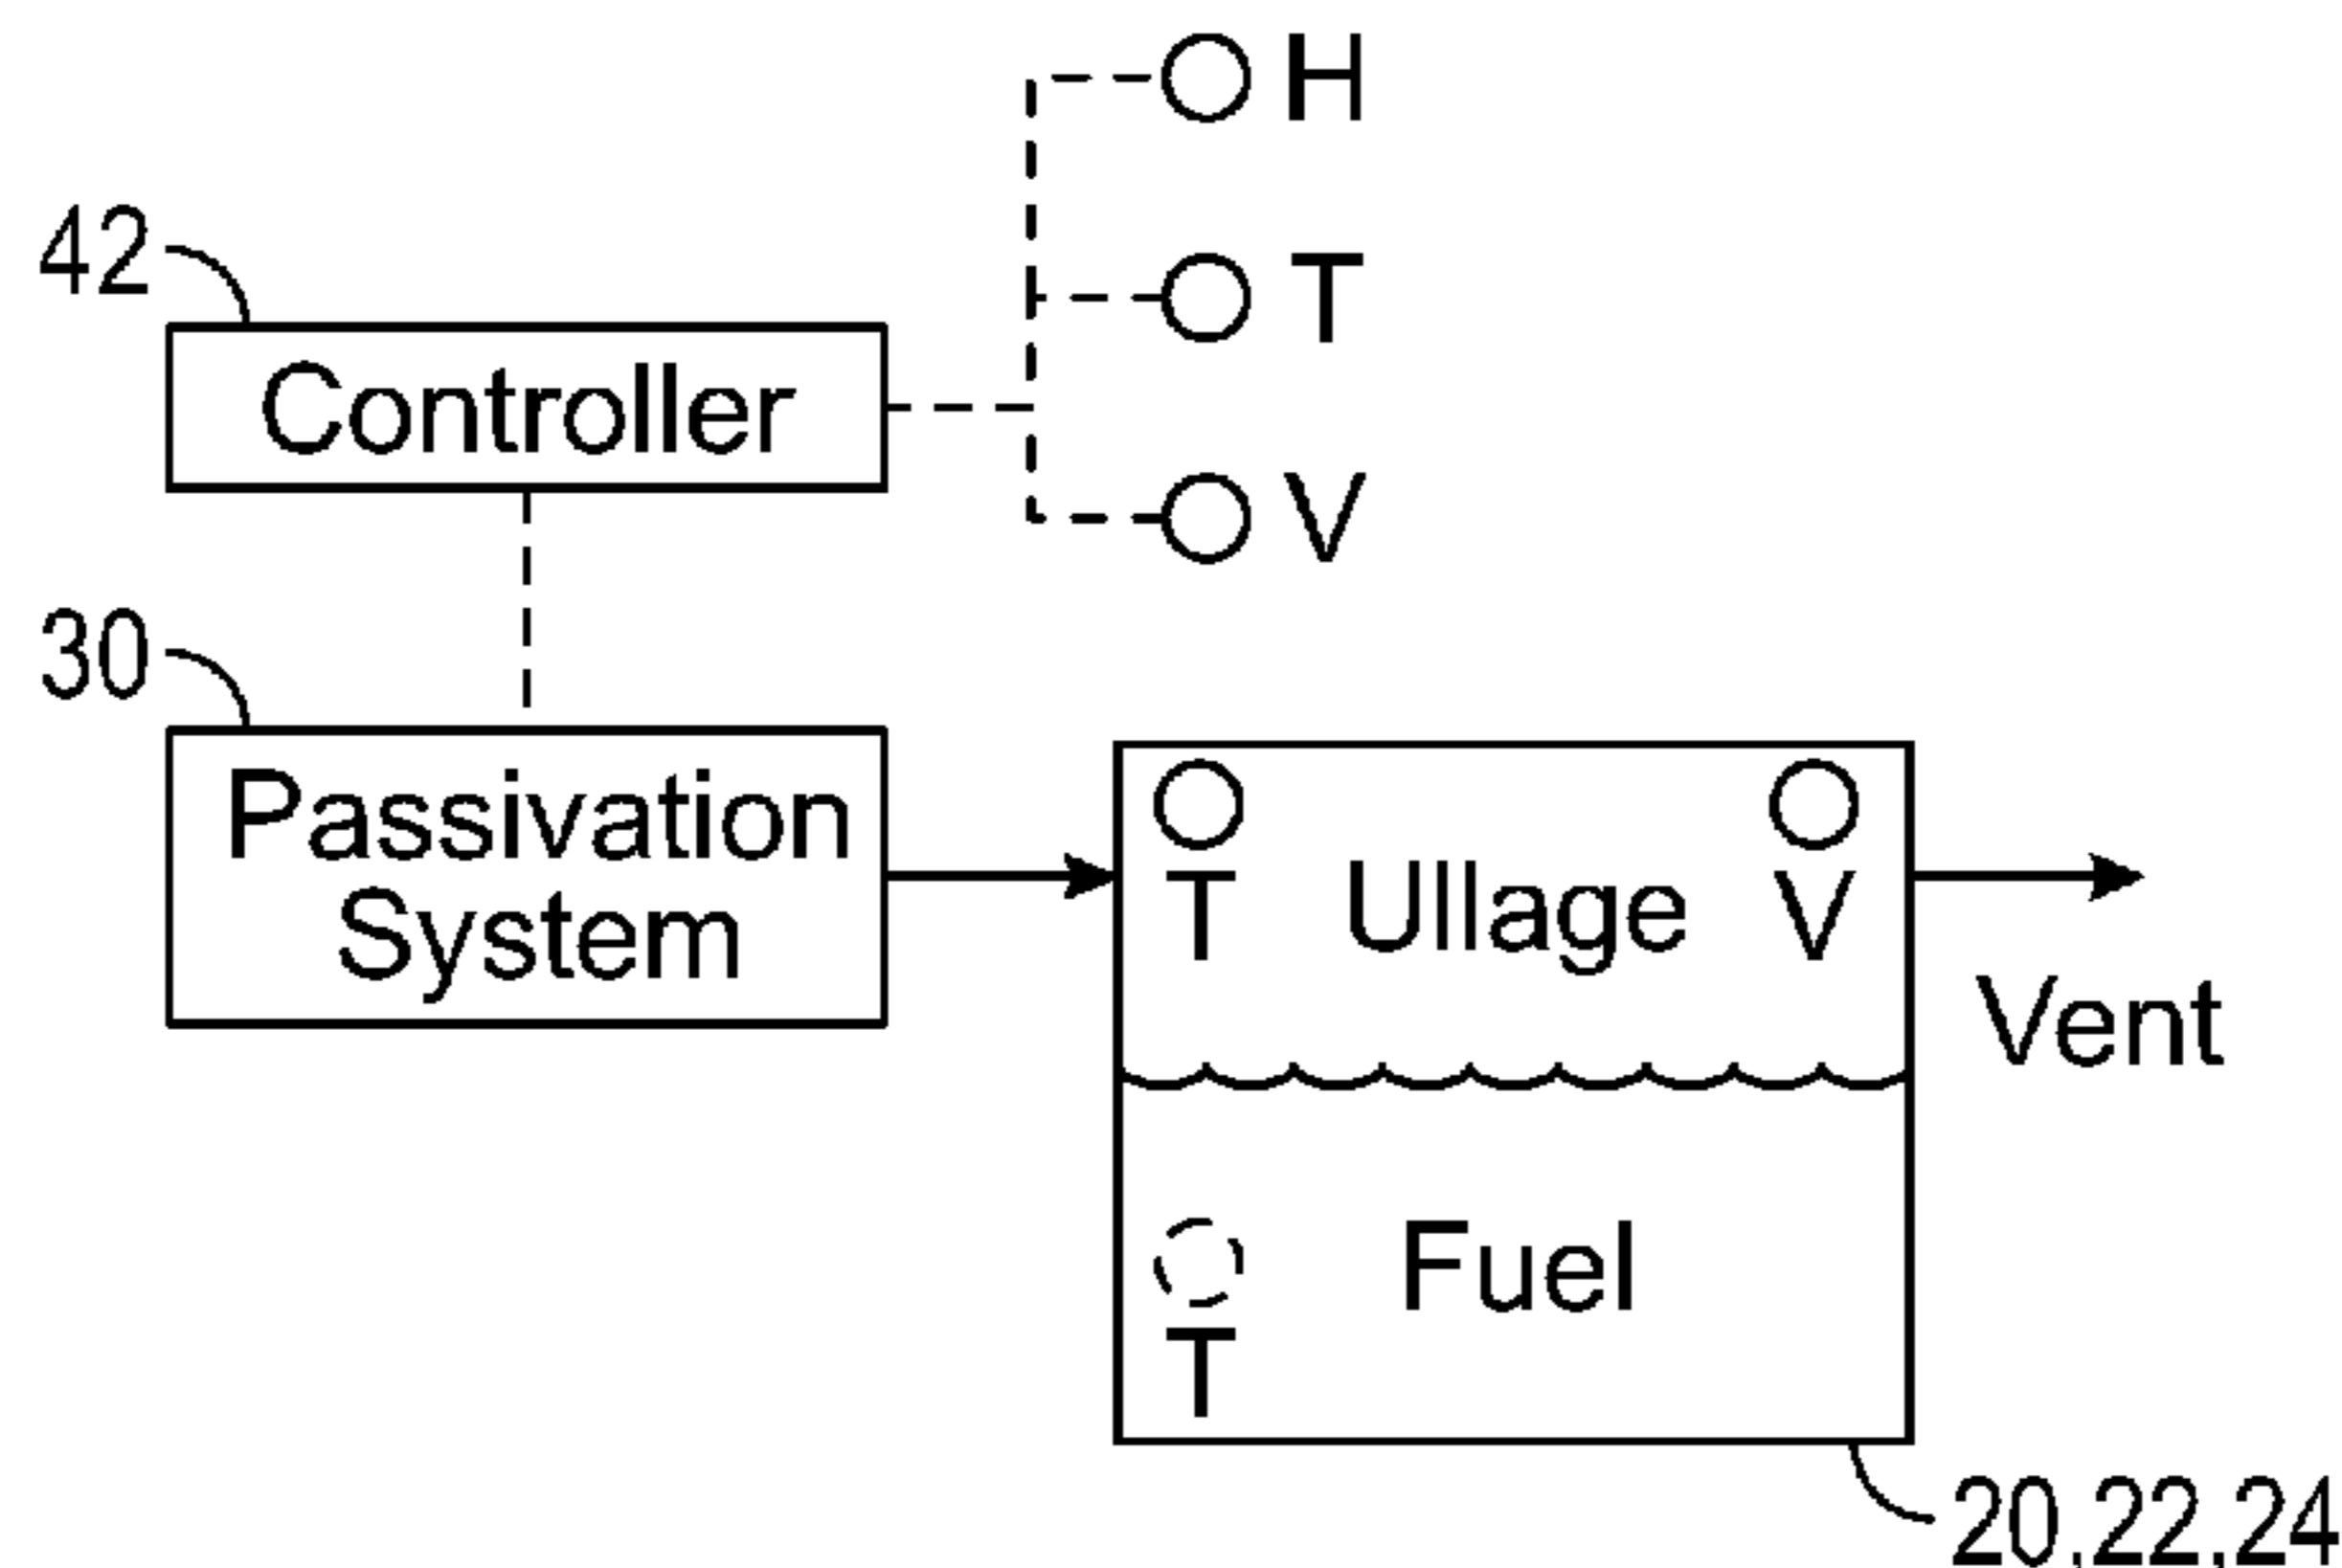 H
42
T
Controller
V
30
Passivation
System
T Ullage V
Vent
Fuel
T
20,22,24